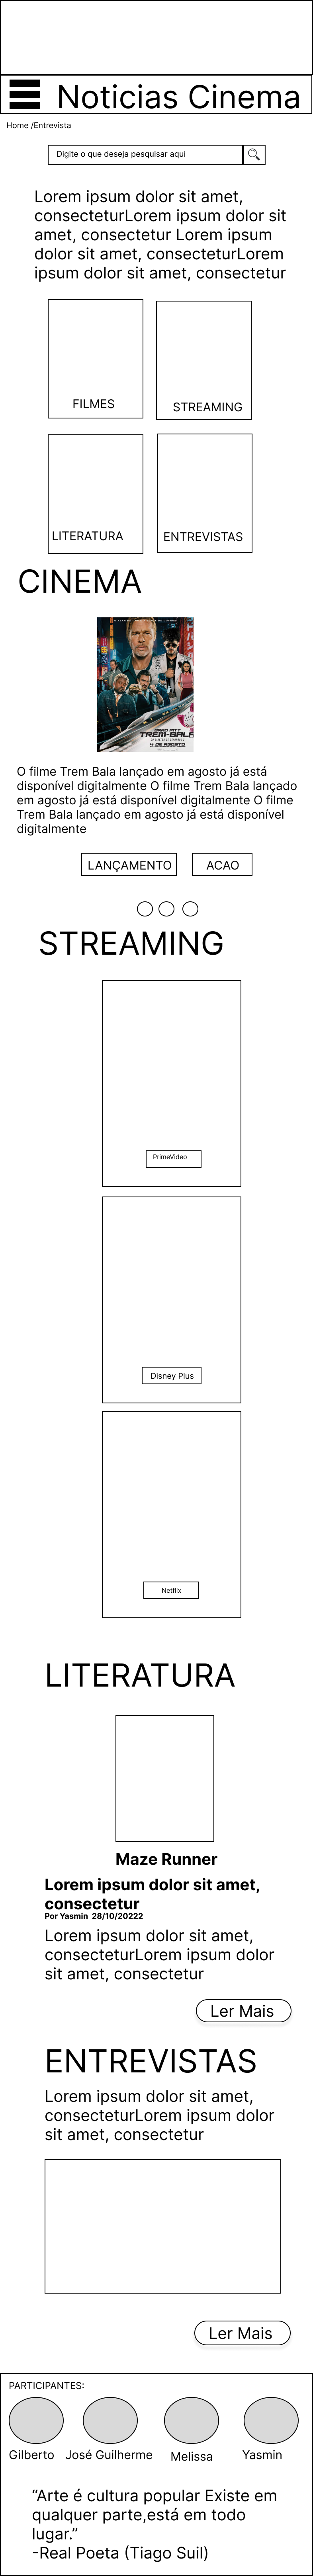 Noticias Cinema
Home /Entrevista
Digite o que deseja pesquisar aqui
Lorem ipsum dolor sit amet,
consecteturLorem ipsum dolor sit
amet, consectetur Lorem ipsum
dolor sit amet, consecteturLorem
ipsum dolor sit amet, consectetur
FILMES
STREAMING
LITERATURA
ENTREVISTAS
CINEMA
BRAD PITT
TREM-BALA
4 DE AGOSTO
O filme Trem Bala lançado em agosto já está
disponível digitalmente O filme Trem Bala lançado
em agosto já está disponível digitalmente O filme
Trem Bala lançado em agosto já está disponível
digitalmente
LANÇAMENTO
ACAO
STREAMING
PrimeVideo
Disney Plus
Netflix
LITERATURA
Maze Runner
Lorem ipsum dolor sit amet,
consectetur
Por Yasmin 28/10/20222
Lorem ipsum dolor sit amet,
consecteturLorem ipsum dolor
sit amet, consectetur
Ler Mais
ENTREVISTAS
Lorem ipsum dolor sit amet,
consecteturLorem ipsum dolor
sit amet, consectetur
Ler Mais
PARTICIPANTES:
Gilberto José Guilherme Melissa Yasmin
“Arte é cultura popular Existe em
qualquer parte,está em todo
lugar.”
-Real Poeta (Tiago Suil)